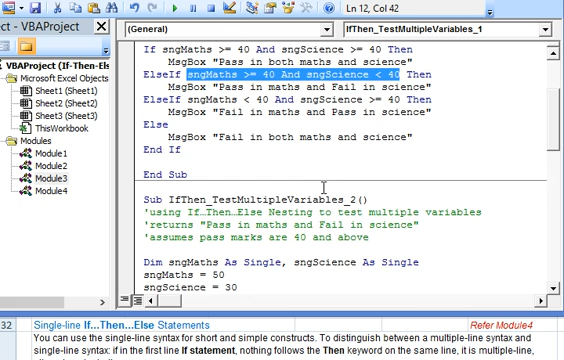 Ln 12, Col 42
ct - VBAProject
(General)
IfThen_TestMultipleVariables_1
VBAProject (If-Then-Els
Microsoft Excel Objects
Sheet1 (Sheet1)
Sheet2 (Sheet2)
Sheet3 (Sheet3)
ThisWorkbook
Modules
Module1
Module2
Module3
Module4
If sngMaths >= 40 And sngScience >= 40 Then
MsgBox "Pass in both maths and science"
ElseIf sngMaths >= 40 And sngScience < 40 Then
MsgBox "Pass in maths and Fail in science"
ElseIf sngMaths < 40 And sngScience >= 40 Then
MsgBox "Fail in maths and Pass in science"
Else
MsgBox "Fail in both maths and science"
End If
End Sub
Sub IfThen_TestMultipleVariables_2()
'using If…Then…Else Nesting to test multiple variables
'returns "Pass in maths and Fail in science"
'assumes pass marks are 40 and above
Dim sngMaths As Single, sngScience As Single
sngMaths = 50
sngScience = 30
32 Single-line If...Then...Else Statements Refer Module4
You can use the single-line syntax for short and simple constructs. To distinguish between a multiple-line syntax and
single-line syntax: if in the first line If statement, nothing follows the Then keyword on the same line, it is multiple-line,